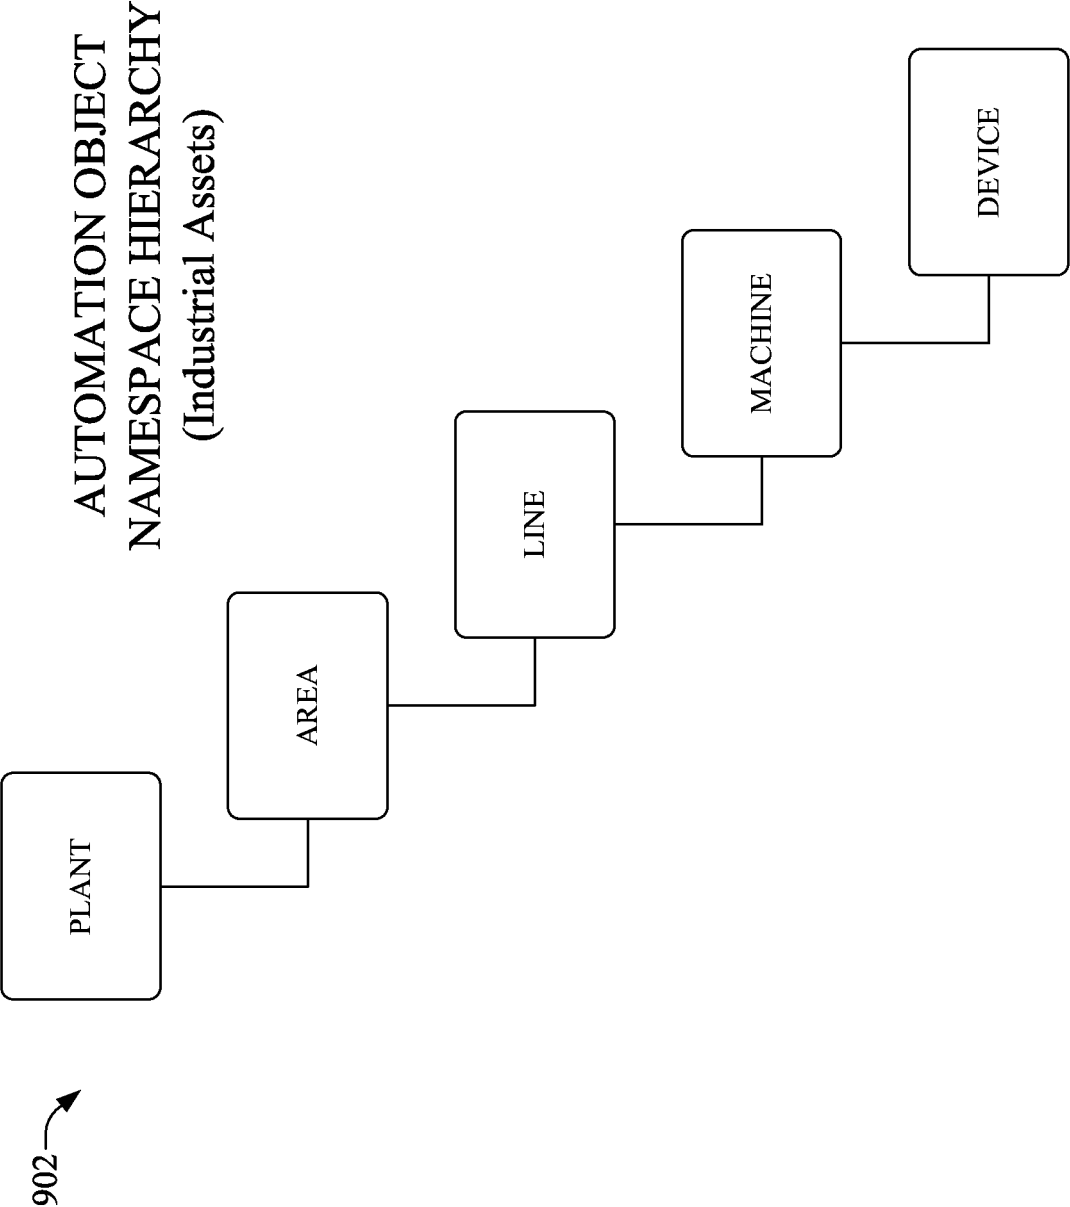 AUTOMATION OBJECT
NAMESPACE HIERARCHY
(Industrial Assets)
902
PLANT
AREA
LINE
MACHINE
DEVICE